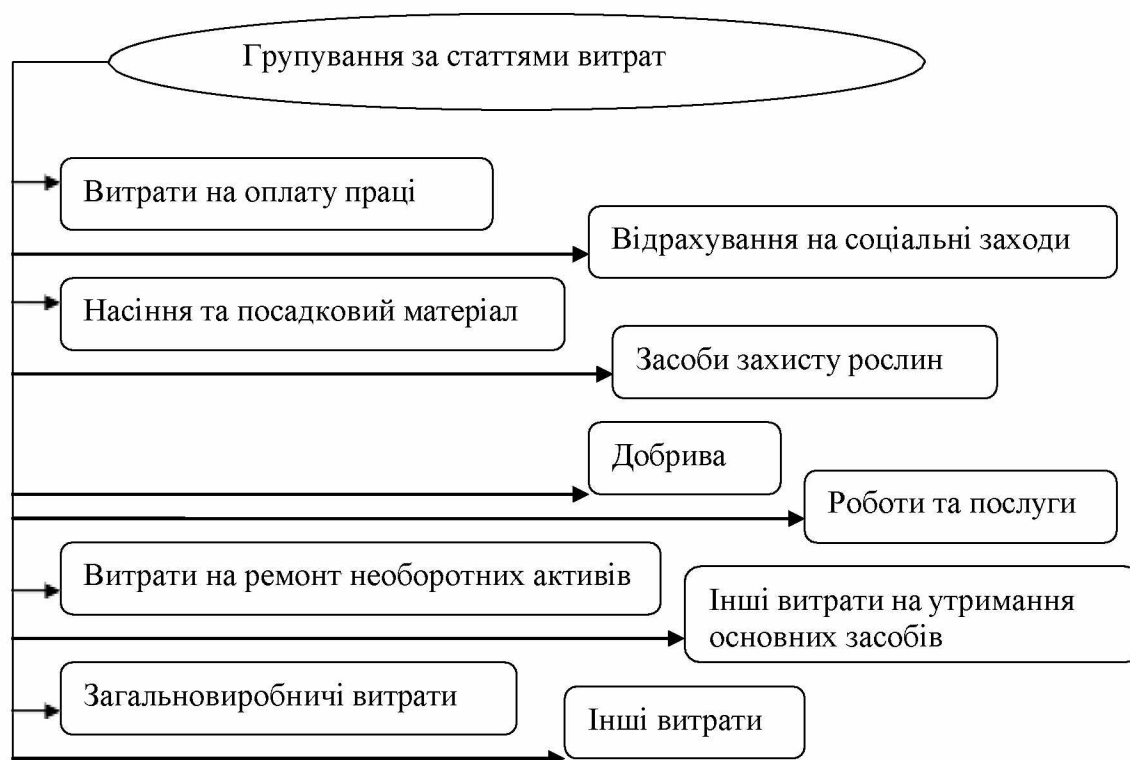 Групування за статтями витрат
Витрати на оплату праці
Відрахування на соціальні заходи
Насіння та посадковий матеріал
Засоби захисту рослин
Добрива
Роботи та послуги
Витрати на ремонт необоротних активів
Інші витрати на утримання
основних засобів
Загальновиробничі витрати
Інші витрати